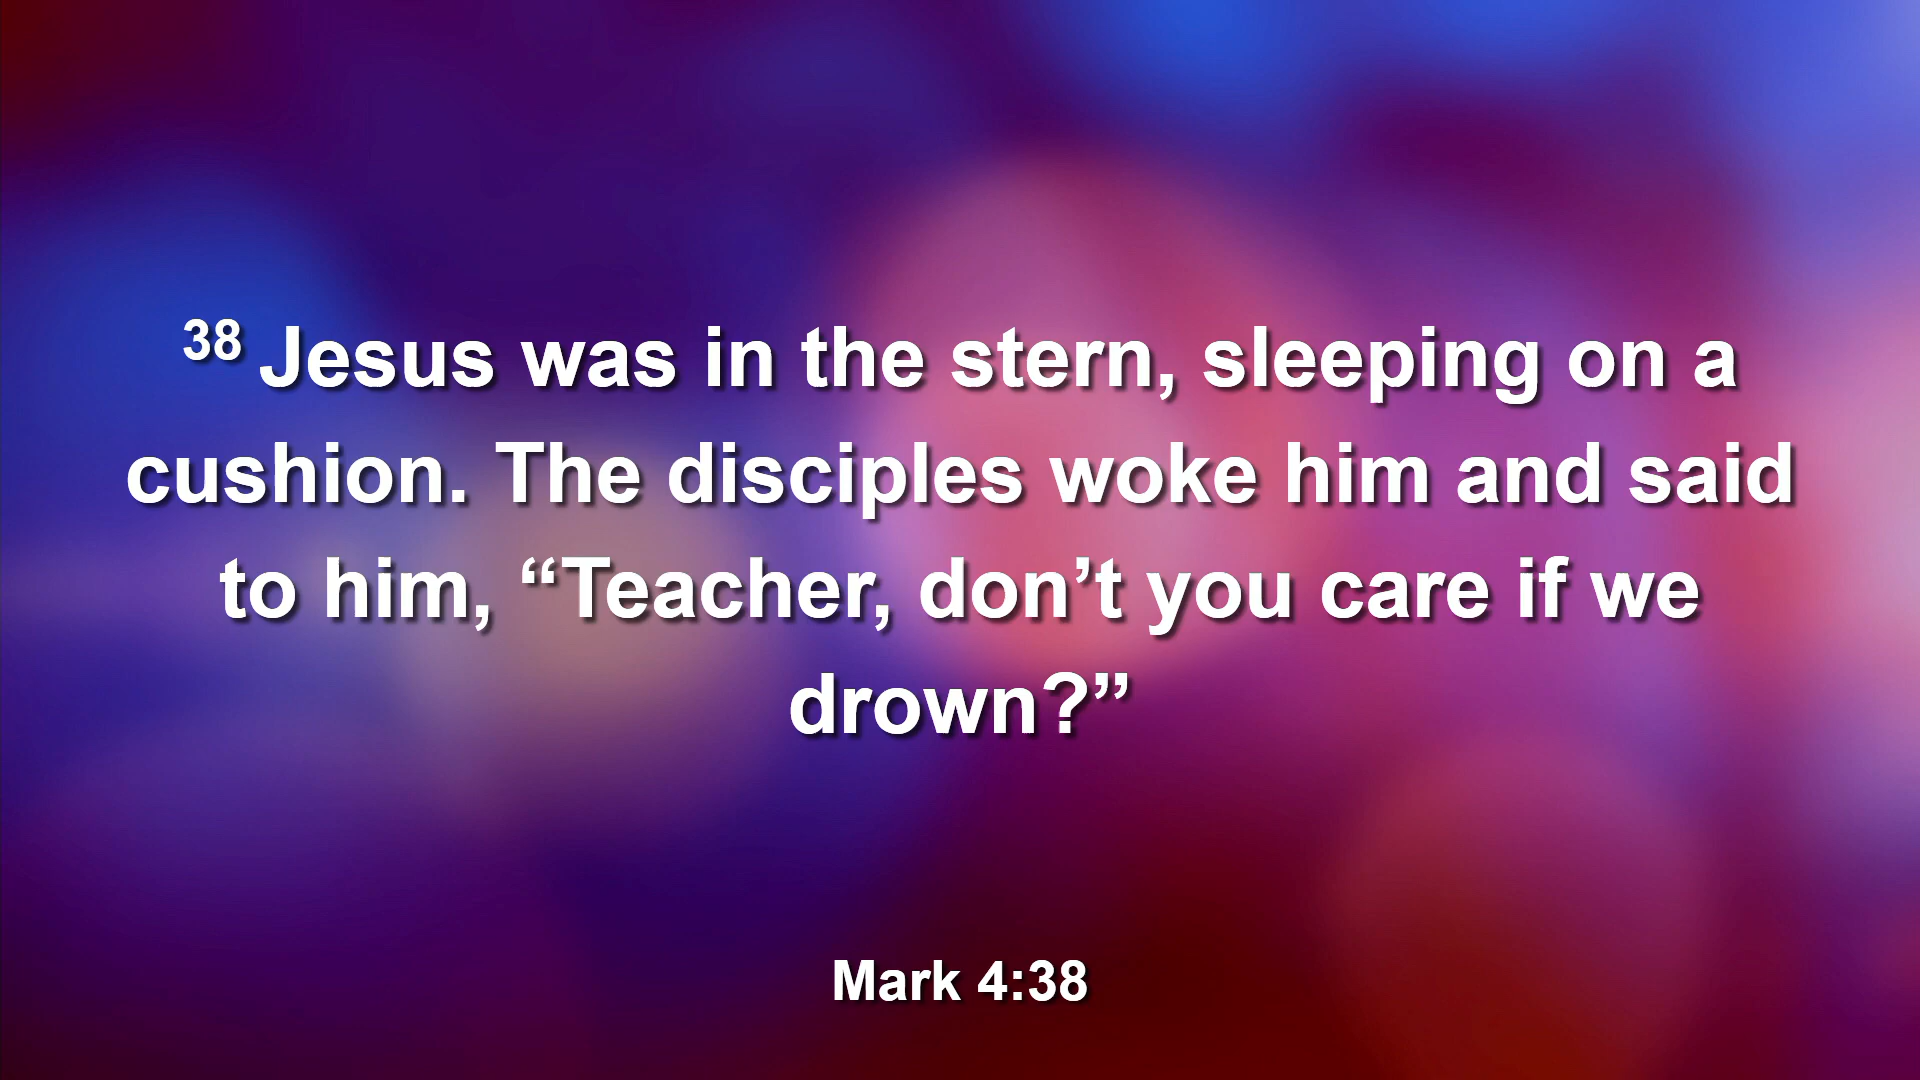 38 Jesus was in the stern, sleeping on a
cushion. The disciples woke him and said
to him, “Teacher, don’t you care if we
drown?”
Mark 4:38